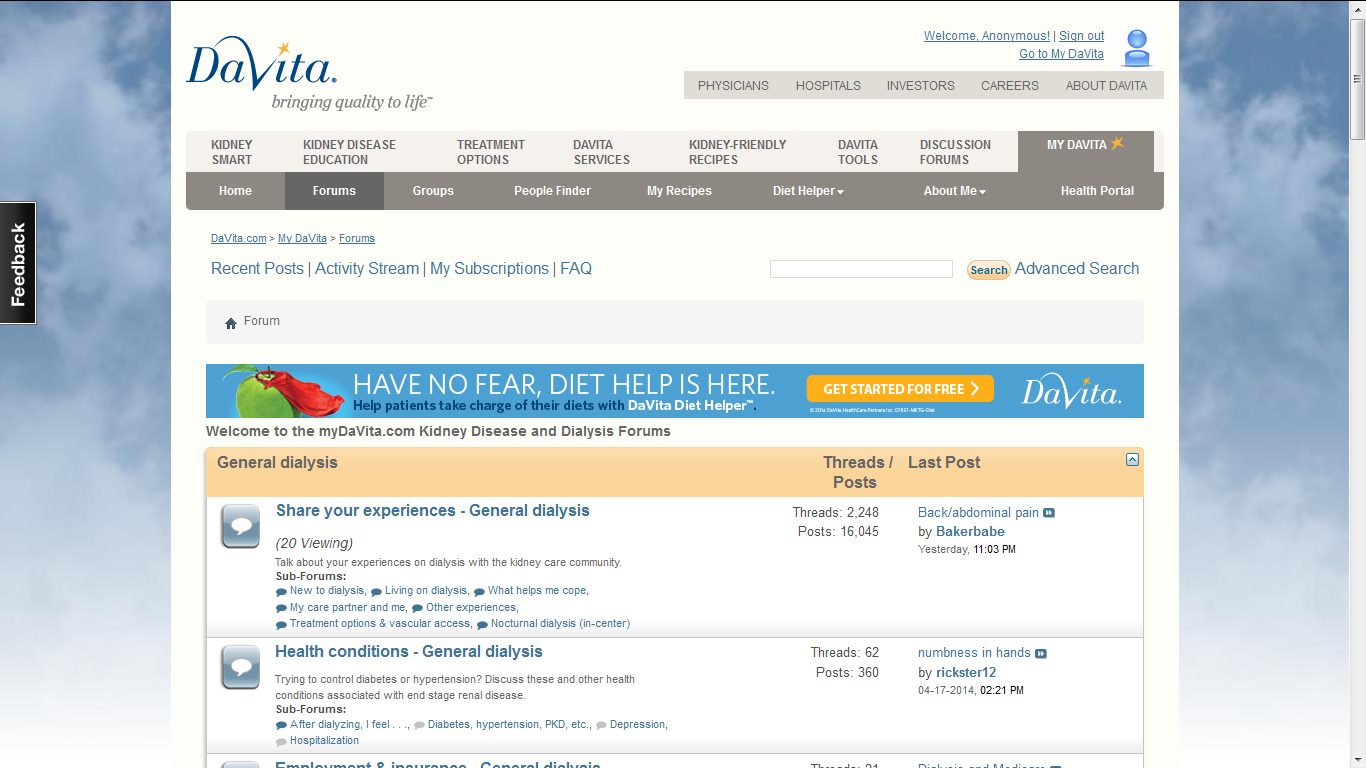 Welcome, Anonymous! | Sign out
Go to My DaVita
DaVita.
bringing quality to life™
PHYSICIANS HOSPITALS INVESTORS CAREERS ABOUT DAVITA
KIDNEY SMART
KIDNEY DISEASE EDUCATION
TREATMENT OPTIONS
DAVITA SERVICES
KIDNEY-FRIENDLY RECIPES
DAVITA TOOLS
DISCUSSION FORUMS
MY DAVITA
Home Forums Groups People Finder My Recipes Diet Helper About Me Health Portal
Feedback
DaVita.com > My DaVita > Forums
Recent Posts | Activity Stream | My Subscriptions | FAQ
Search Advanced Search
Forum
HAVE NO FEAR, DIET HELP IS HERE.
Help patients take charge of their diets with DaVita Diet Helper™.
GET STARTED FOR FREE
DaVita.
Welcome to the myDaVita.com Kidney Disease and Dialysis Forums
General dialysis
Threads / Posts
Last Post
Share your experiences - General dialysis
(20 Viewing)
Talk about your experiences on dialysis with the kidney care community.
Sub-Forums:
New to dialysis, Living on dialysis, What helps me cope,
My care partner and me, Other experiences,
Treatment options & vascular access, Nocturnal dialysis (in-center)
Threads: 2,248
Posts: 16,045
Back/abdominal pain
by Bakerbabe
Yesterday, 11:03 PM
Health conditions - General dialysis
Trying to control diabetes or hypertension? Discuss these and other health
conditions associated with end stage renal disease.
Sub-Forums:
After dialyzing, I feel . . ., Diabetes, hypertension, PKD, etc., Depression,
Hospitalization
Threads: 62
Posts: 360
numbness in hands
by rickster12
04-17-2014, 02:21 PM
Employment & insurance - General dialysis
Threads: 21
Dialysis and Medicare